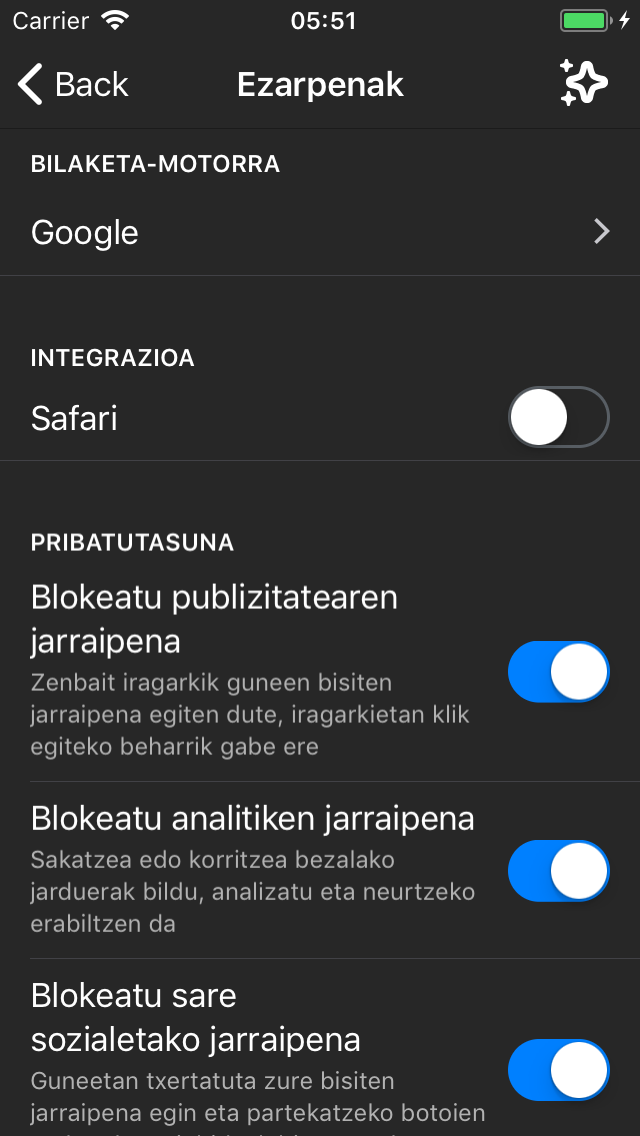 Carrier 05:51
Back Ezarpenak
BILAKETA-MOTORRA
Google
INTEGRAZIOA
Safari
PRIBATUTASUNA
Blokeatu publizitatearen
jarraipena
Zenbait iragarkik guneen bisiten
jarraipena egiten dute, iragarkietan klik
egiteko beharrik gabe ere
Blokeatu analitiken jarraipena
Sakatzea edo korritzea bezalako
jarduerak bildu, analizatu eta neurtzeko
erabiltzen da
Blokeatu sare
sozialetako jarraipena
Guneetan txertatuta zure bisiten
jarraipena egin eta partekatzeko botoien